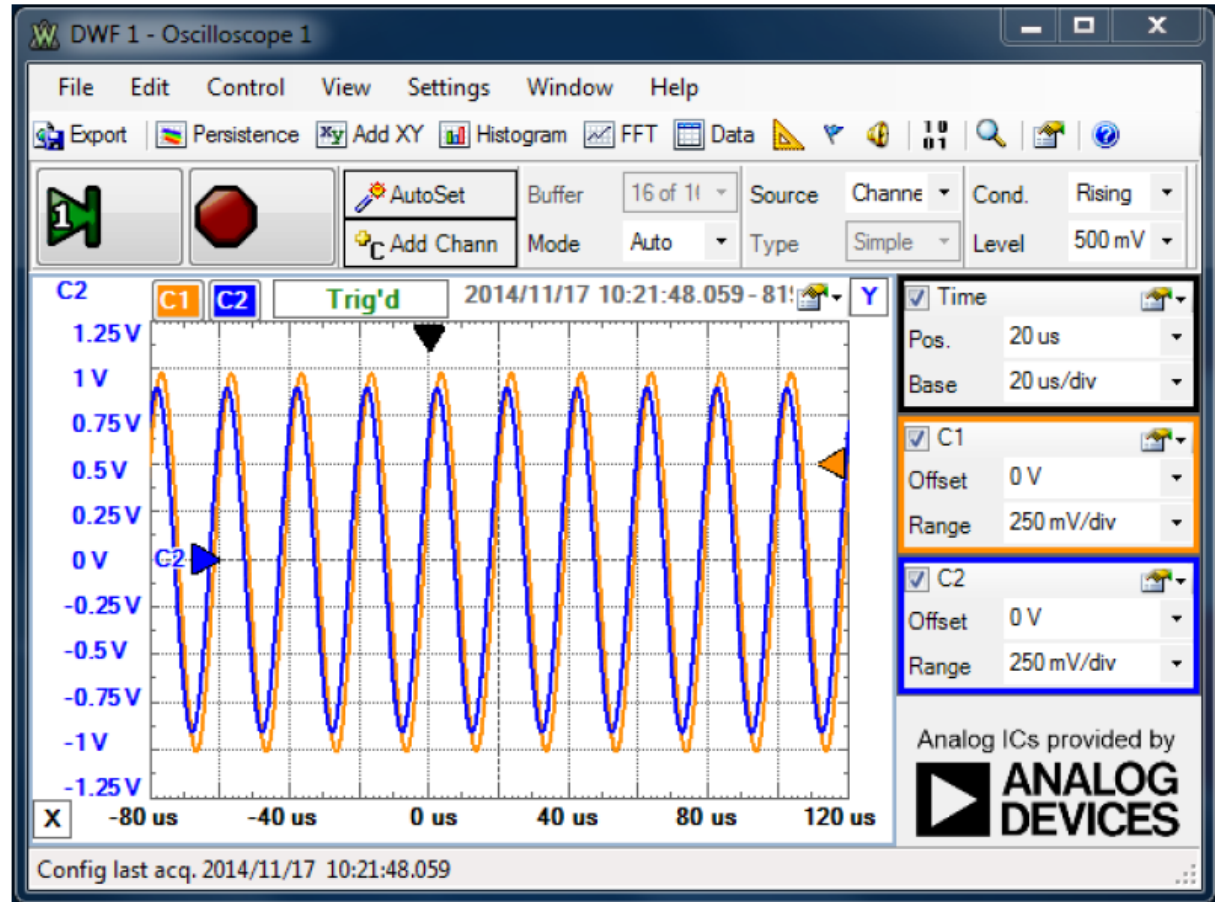 DWF 1 - Oscilloscope 1
File Edit Control View Settings Window Help
Export Persistence Xy Add XY Histogram FFT Data 10 01
1 AutoSet Buffer 16 of 1 Source Channe Cond. Rising
C Add Chann Mode Auto Type Simple Level 500 mV
C2 C1 C2 Trig'd 2014/11/17 10:21:48.059 - 81 Y
1.25 V
1 V
0.75 V
0.5 V
0.25 V
0 V C2
-0.25 V
-0.5 V
-0.75 V
-1 V
-1.25 V
X -80 us -40 us 0 us 40 us 80 us 120 us
Time
Pos. 20 us
Base 20 us/div
C1
Offset 0 V
Range 250 mV/div
C2
Offset 0 V
Range 250 mV/div
Analog ICs provided by
ANALOG
DEVICES
Config last acq. 2014/11/17 10:21:48.059